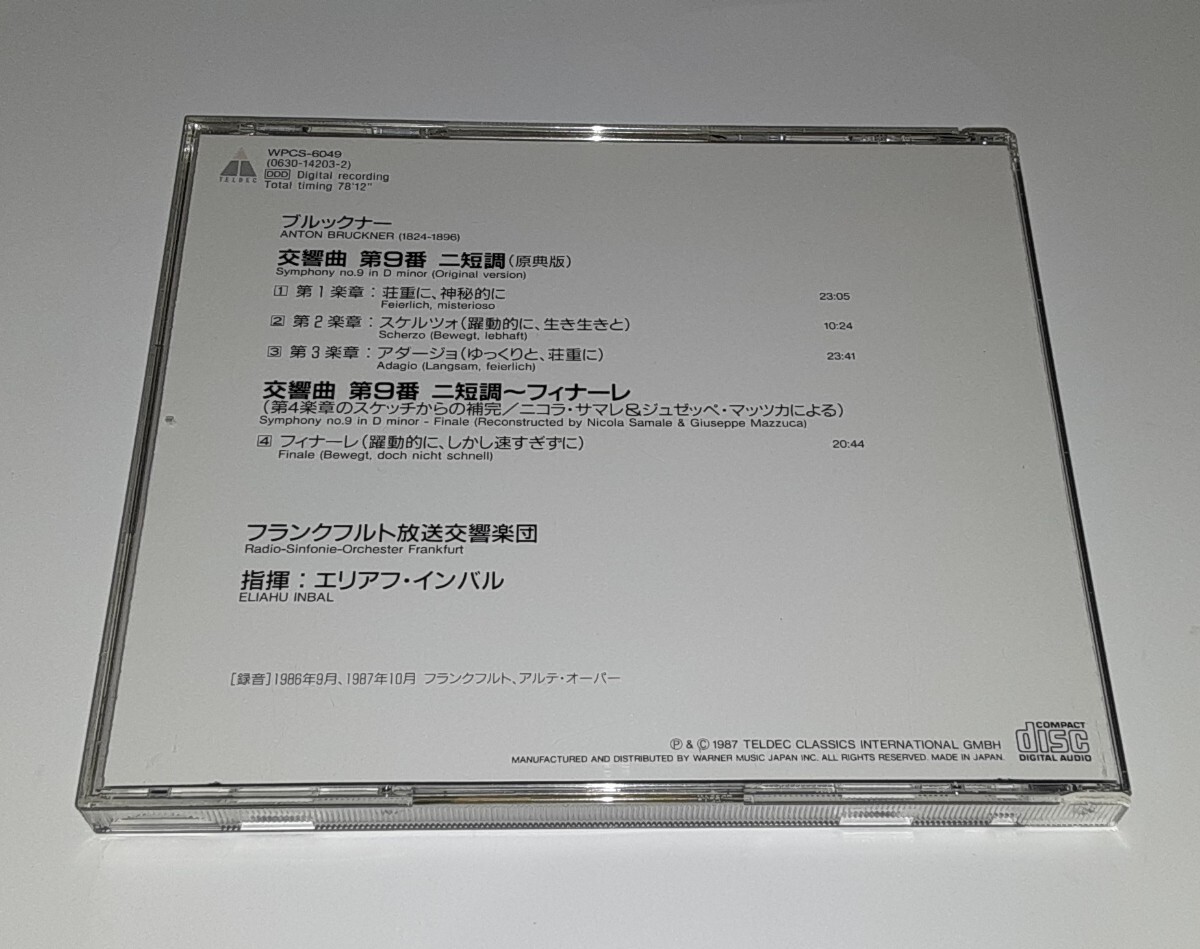 TELDEC
WPCS-6049
(0630-14203-2)
DDD Digital recording
Total timing 78'12"
ブルックナー
ANTON BRUCKNER (1824-1896)
交響曲 第9番 ニ短調(原典版)
Symphony no.9 in D minor (Original version)
1 第1楽章：荘重に、神秘的に 23:05
Feierlich, misterioso
2 第2楽章：スケルツォ(躍動的に、生き生きと) 10:24
Scherzo (Bewegt, lebhaft)
3 第3楽章：アダージョ(ゆっくりと、荘重に) 23:41
Adagio (Langsam, feierlich)
交響曲 第9番 ニ短調〜フィナーレ
(第4楽章のスケッチからの補完／ニコラ・サマレ&ジュゼッペ・マッツカによる)
Symphony no.9 in D minor - Finale (Reconstructed by Nicola Samale & Giuseppe Mazzuca)
4 フィナーレ(躍動的に、しかし速すぎずに) 20:44
Finale (Bewegt, doch nicht schnell)
フランクフルト放送交響楽団
Radio-Sinfonie-Orchester Frankfurt
指揮：エリアフ・インバル
ELIAHU INBAL
[録音]1986年9月、1987年10月 フランクフルト、アルテ・オーパー
Ⓟ & Ⓒ 1987 TELDEC CLASSICS INTERNATIONAL GMBH
MANUFACTURED AND DISTRIBUTED BY WARNER MUSIC JAPAN INC. ALL RIGHTS RESERVED. MADE IN JAPAN.
COMPACT
disc
DIGITAL AUDIO